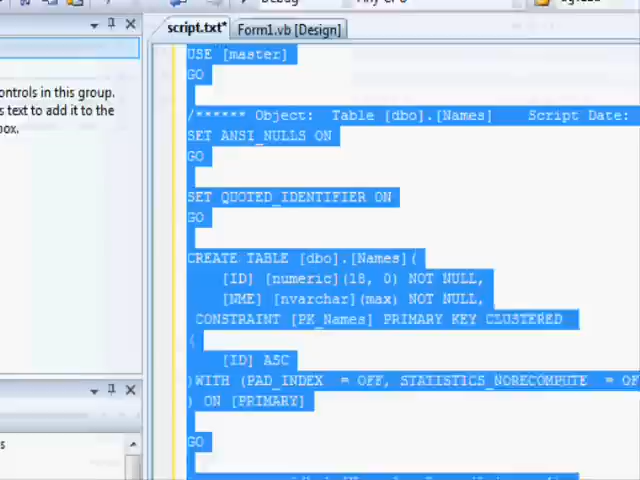 script.txt* Form1.vb [Design]
ontrols in this group.
s text to add it to the
box.
USE [master]
GO
/****** Object:  Table [dbo].[Names]    Script Date:
SET ANSI_NULLS ON
GO
SET QUOTED_IDENTIFIER ON
GO
CREATE TABLE [dbo].[Names](
[ID] [numeric](18, 0) NOT NULL,
[NME] [nvarchar](max) NOT NULL,
CONSTRAINT [PK_Names] PRIMARY KEY CLUSTERED
(
[ID] ASC
)WITH (PAD_INDEX  = OFF, STATISTICS_NORECOMPUTE  = OF
) ON [PRIMARY]
GO